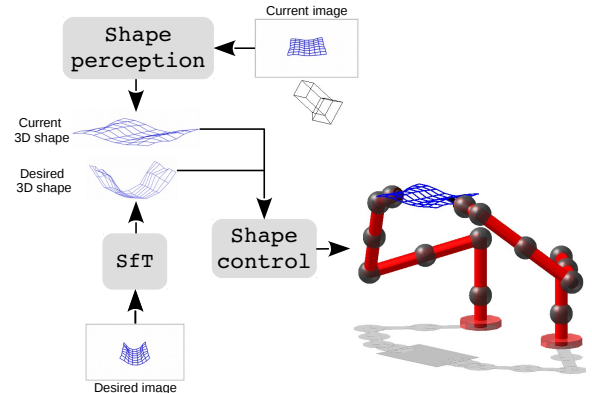 Current image
Shape
perception
Current
3D shape
Desired
3D shape
Shape
control
SfT
Desired image